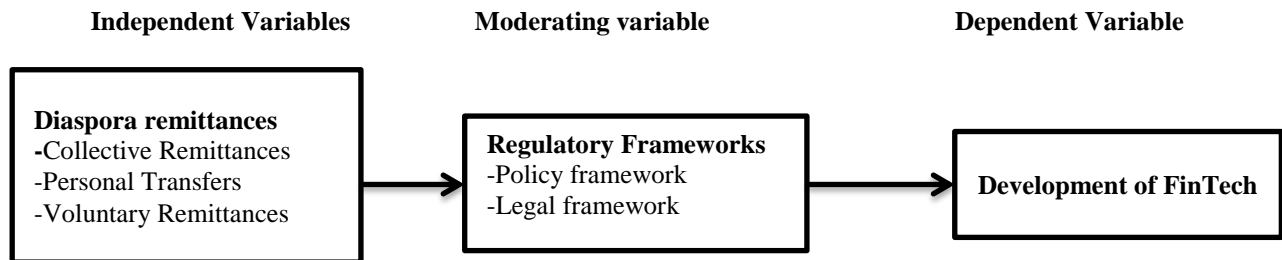 Independent Variables Moderating variable Dependent Variable
Diaspora remittances
-Collective Remittances
-Personal Transfers
-Voluntary Remittances
Regulatory Frameworks
-Policy framework
-Legal framework
Development of FinTech